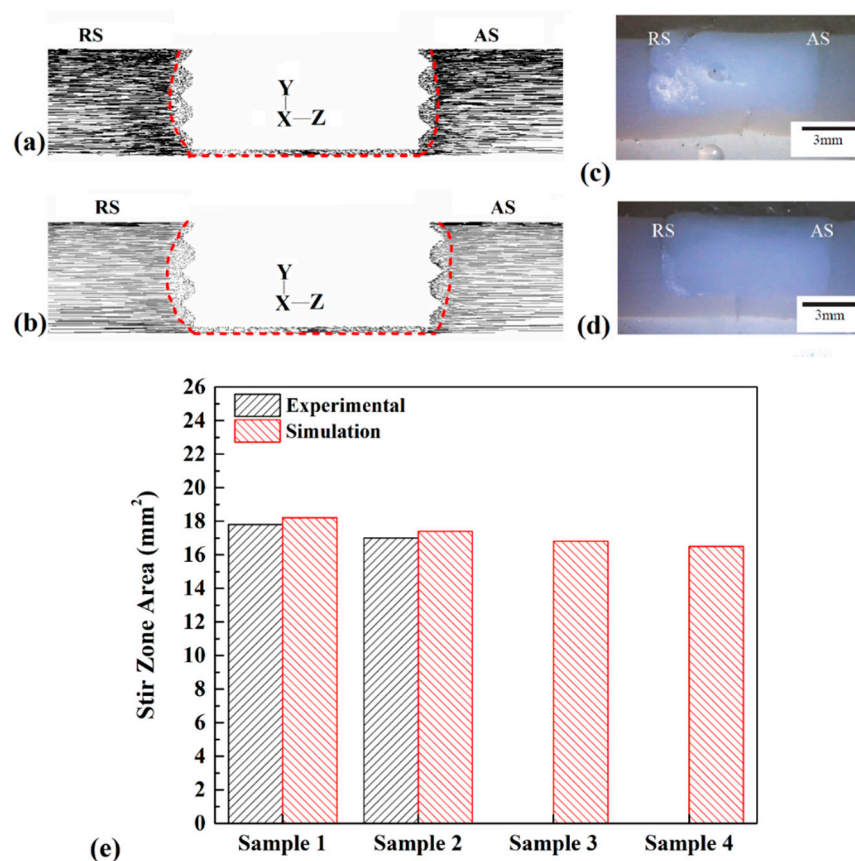 RS
AS
Y
X Z
(a)
RS
AS
3mm
(c)
RS
AS
Y
X Z
(b)
RS
AS
3mm
(d)
Stir Zone Area (mm²)
26
24
22
20
18
16
14
12
10
8
6
4
2
0
Experimental
Simulation
Sample 1 Sample 2 Sample 3 Sample 4
(e)